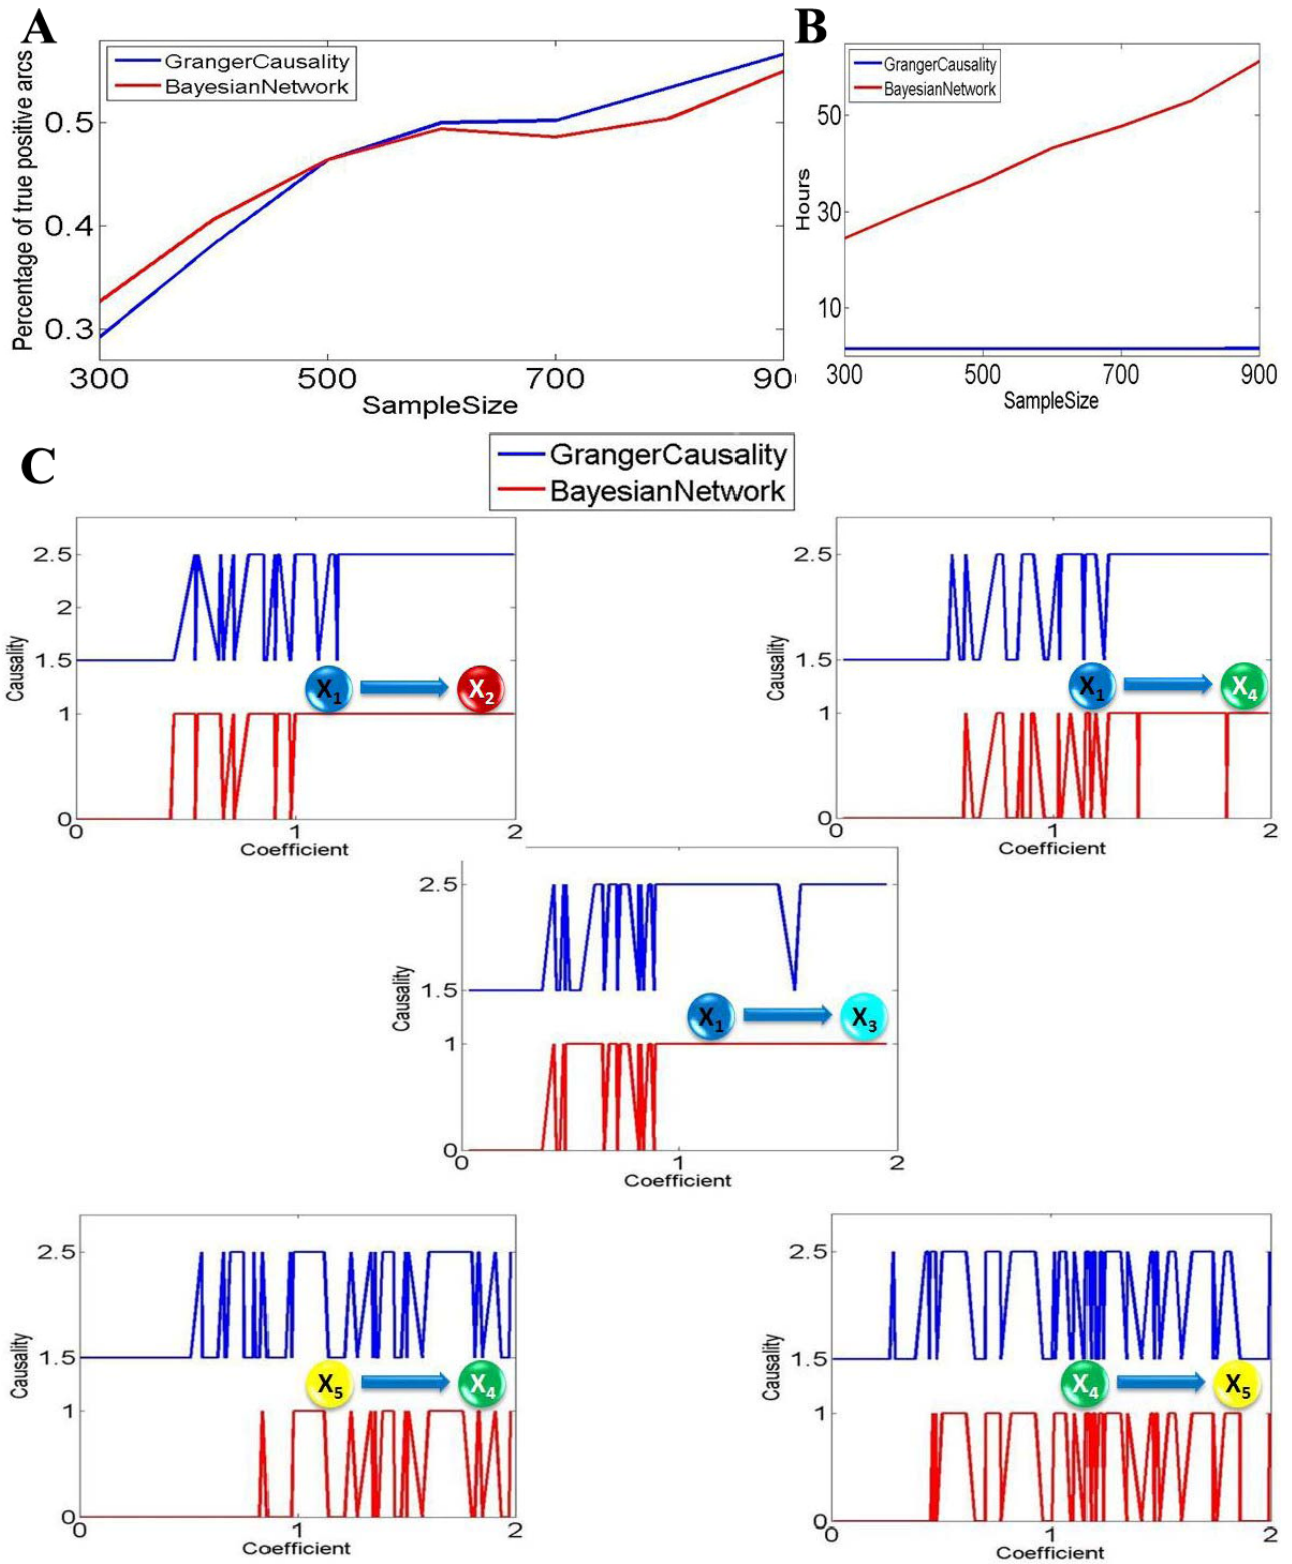 A
GrangerCausality
BayesianNetwork
Percentage of true positive arcs
0.5
0.4
0.3
300 500 700 90
SampleSize
B
GrangerCausality
BayesianNetwork
Hours
50
30
10
300 500 700 900
SampleSize
C
GrangerCausality
BayesianNetwork
2.5
2
1.5
1
0
Causality
X1 X2
0 1 2
Coefficient
2.5
1.5
1
0
Causality
X1 X4
0 1 2
Coefficient
2.5
1.5
1
0
Causality
X1 X3
0 1 2
Coefficient
2.5
1.5
1
0
Causality
X5 X4
0 1 2
Coefficient
2.5
1.5
1
0
Causality
X4 X5
0 1 2
Coefficient